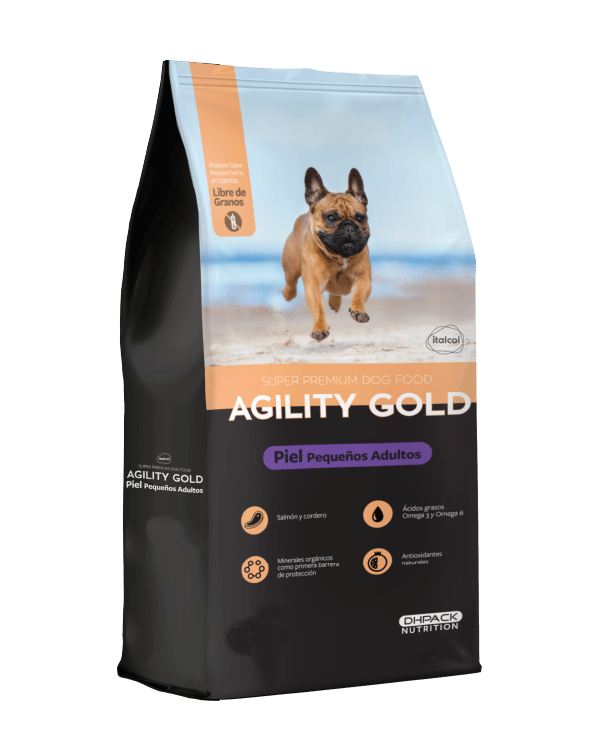 Producto Súper
Premium Hecho
en Colombia
Libre de
Granos
italcol
SUPER PREMIUM DOG FOOD
AGILITY GOLD
Piel Pequeños Adultos
Salmón y cordero
Ácidos grasos
Omega 3 y Omega 6
Minerales orgánicos
como primera barrera
de protección
Antioxidantes
naturales
DHPACK
NUTRITION
italcol
SUPER PREMIUM DOG FOOD
AGILITY GOLD
Piel Pequeños Adultos